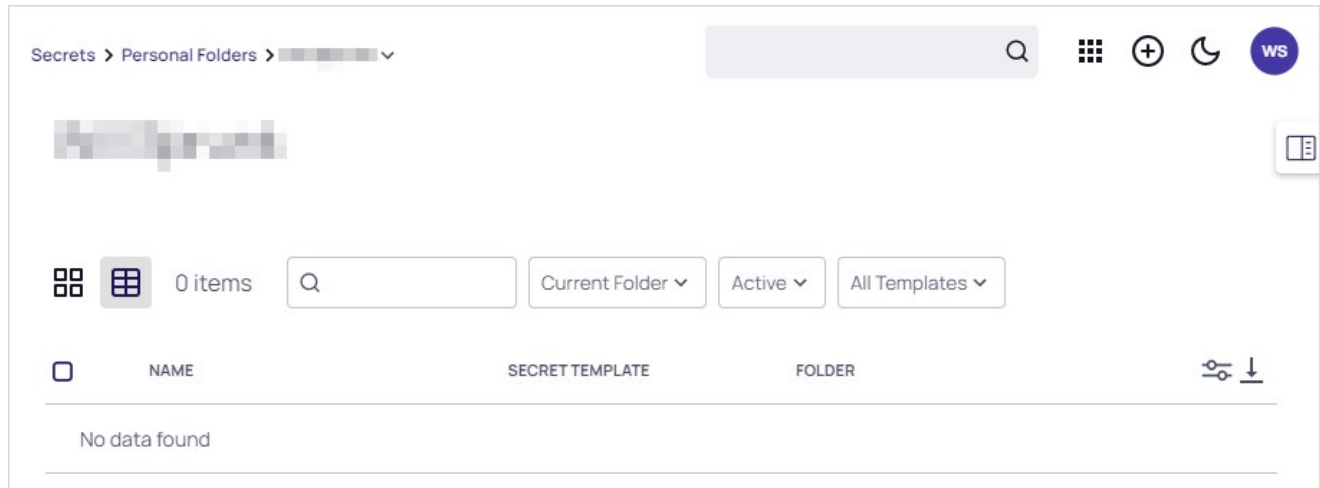 Secrets > Personal Folders >
WS
0 items
Current Folder
Active
All Templates
NAME SECRET TEMPLATE FOLDER
No data found